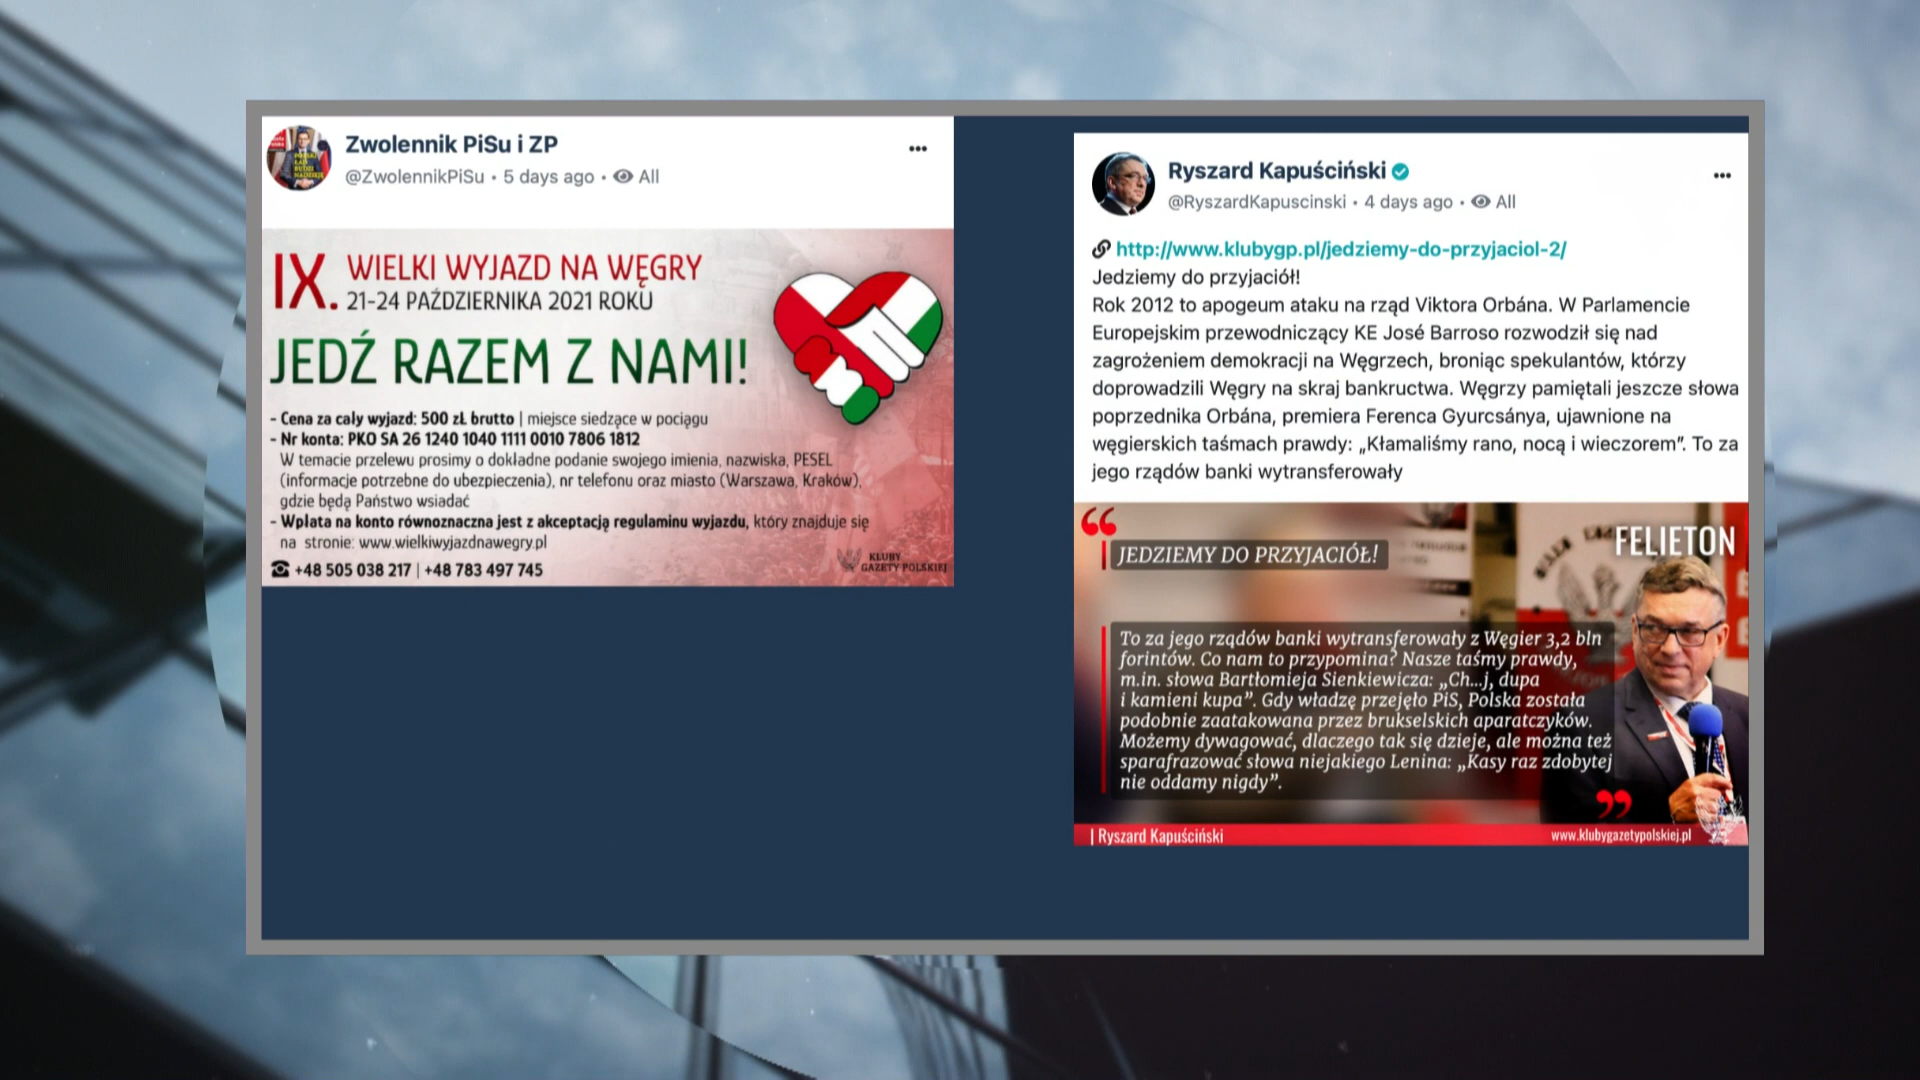 Zwolennik PiSu i ZP
@ZwolennikPiSu • 5 days ago • All
IX. WIELKI WYJAZD NA WĘGRY
21-24 PAŹDZIERNIKA 2021 ROKU
JEDŹ RAZEM Z NAMI!
- Cena za cały wyjazd: 500 zŁ brutto | miejsce siedzące w pociągu
- Nr konta: PKO SA 26 1240 1040 1111 0010 7806 1812
W temacie przelewu prosimy o dokładne podanie swojego imienia, nazwiska, PESEL
(informacje potrzebne do ubezpieczenia), nr telefonu oraz miasto (Warszawa, Kraków),
gdzie będą Państwo wsiadać
- Wpłata na konto równoznaczna jest z akceptacją regulaminu wyjazdu, który znajduje się
na stronie: www.wielkiwyjazdnawegry.pl
+48 505 038 217 | +48 783 497 745
KLUBY
GAZETY POLSKIEJ
Ryszard Kapuściński
@RyszardKapuscinski • 4 days ago • All
http://www.klubygp.pl/jedziemy-do-przyjaciol-2/
Jedziemy do przyjaciół!
Rok 2012 to apogeum ataku na rząd Viktora Orbána. W Parlamencie
Europejskim przewodniczący KE José Barroso rozwodził się nad
zagrożeniem demokracji na Węgrzech, broniąc spekulantów, którzy
doprowadzili Węgry na skraj bankructwa. Węgrzy pamiętali jeszcze słowa
poprzednika Orbána, premiera Ferenca Gyurcsánya, ujawnione na
węgierskich taśmach prawdy: „Kłamaliśmy rano, nocą i wieczorem”. To za
jego rządów banki wytransferowały
FELIETON
JEDZIEMY DO PRZYJACIÓŁ!
To za jego rządów banki wytransferowały z Węgier 3,2 bln
forintów. Co nam to przypomina? Nasze taśmy prawdy,
m.in. słowa Bartłomieja Sienkiewicza: „Ch...j, dupa
i kamieni kupa”. Gdy władzę przejęło PiS, Polska została
podobnie zaatakowana przez brukselskich aparatczyków.
Możemy dywagować, dlaczego tak się dzieje, ale można też
sparafrazować słowa niejakiego Lenina: „Kasy raz zdobytej
nie oddamy nigdy”.
| Ryszard Kapuściński
www.klubygazetypolskiej.pl